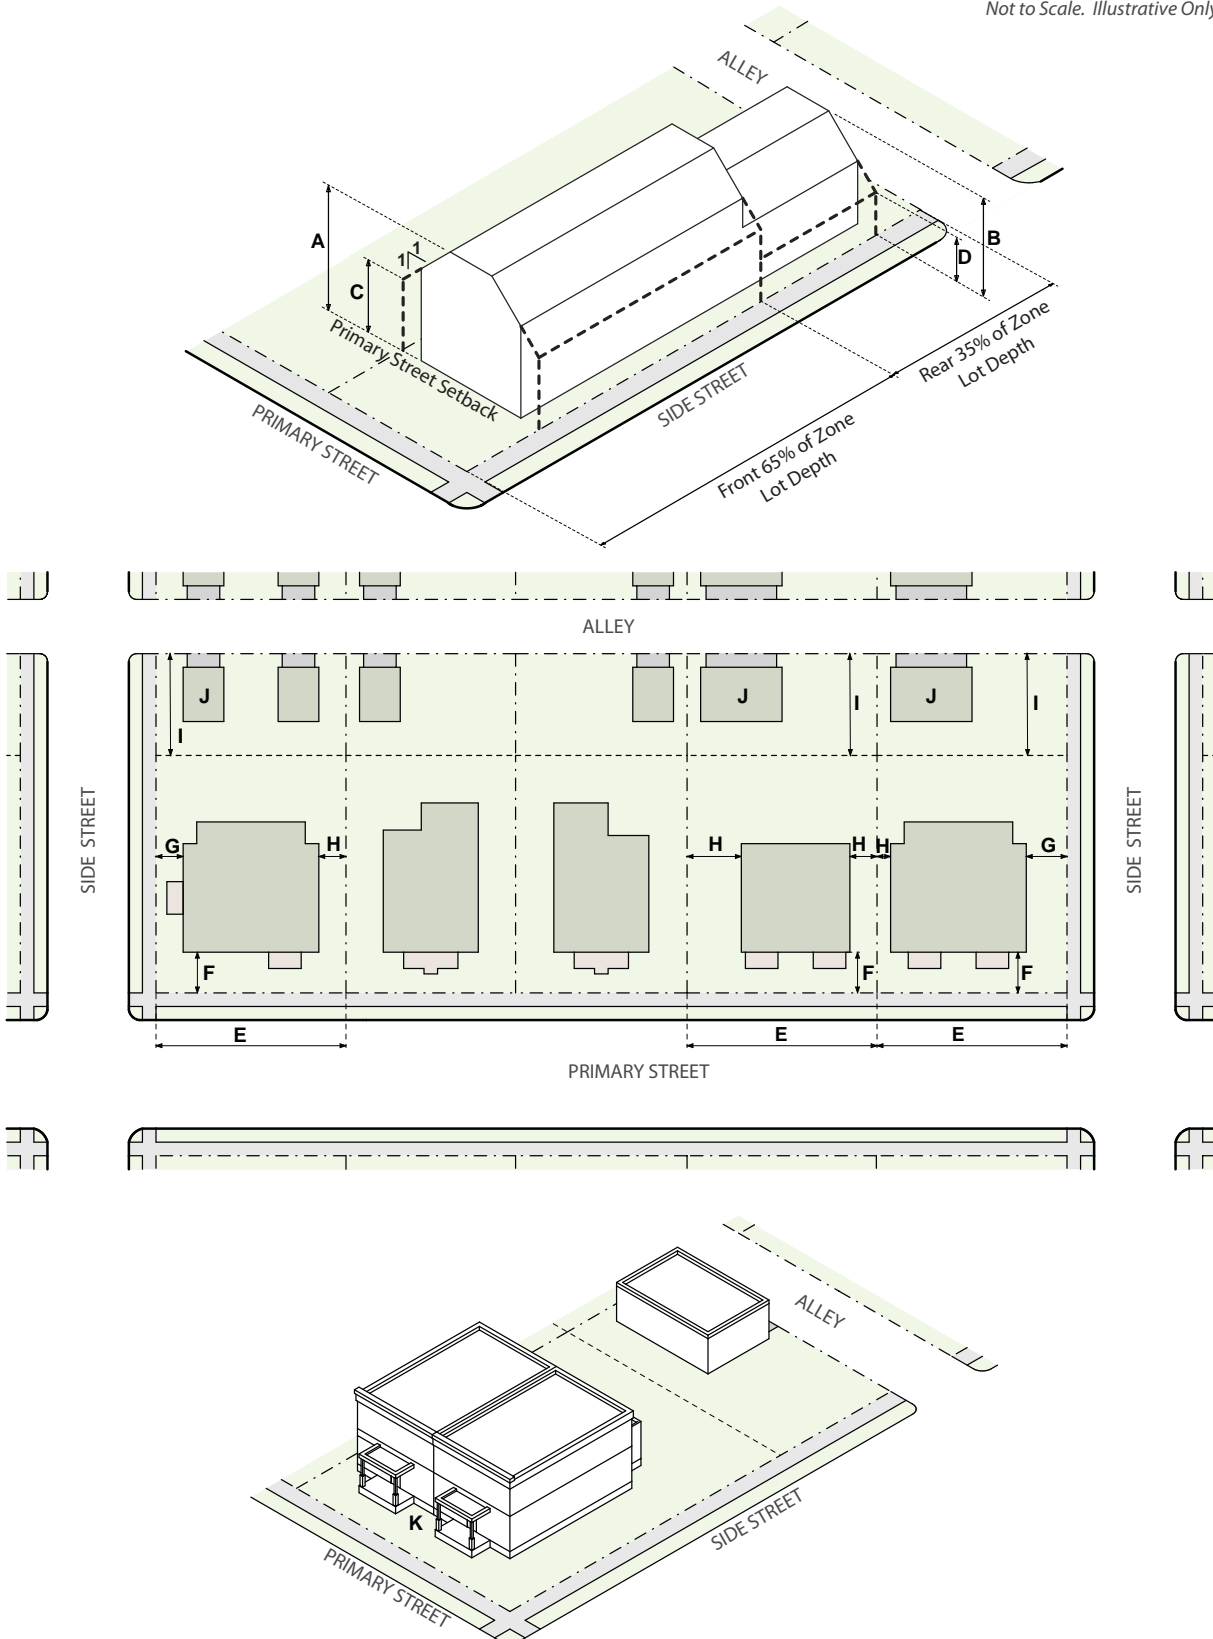 Not to Scale. Illustrative Only
ALLEY
A
1
1
C
B
D
Primary Street Setback
PRIMARY STREET
SIDE STREET
Rear 35% of Zone
Lot Depth
Front 65% of Zone
Lot Depth
ALLEY
J
J
J
I
I
I
SIDE STREET
SIDE STREET
G
H
H
H
H
G
F
F
F
E
E
E
PRIMARY STREET
ALLEY
K
PRIMARY STREET
SIDE STREET